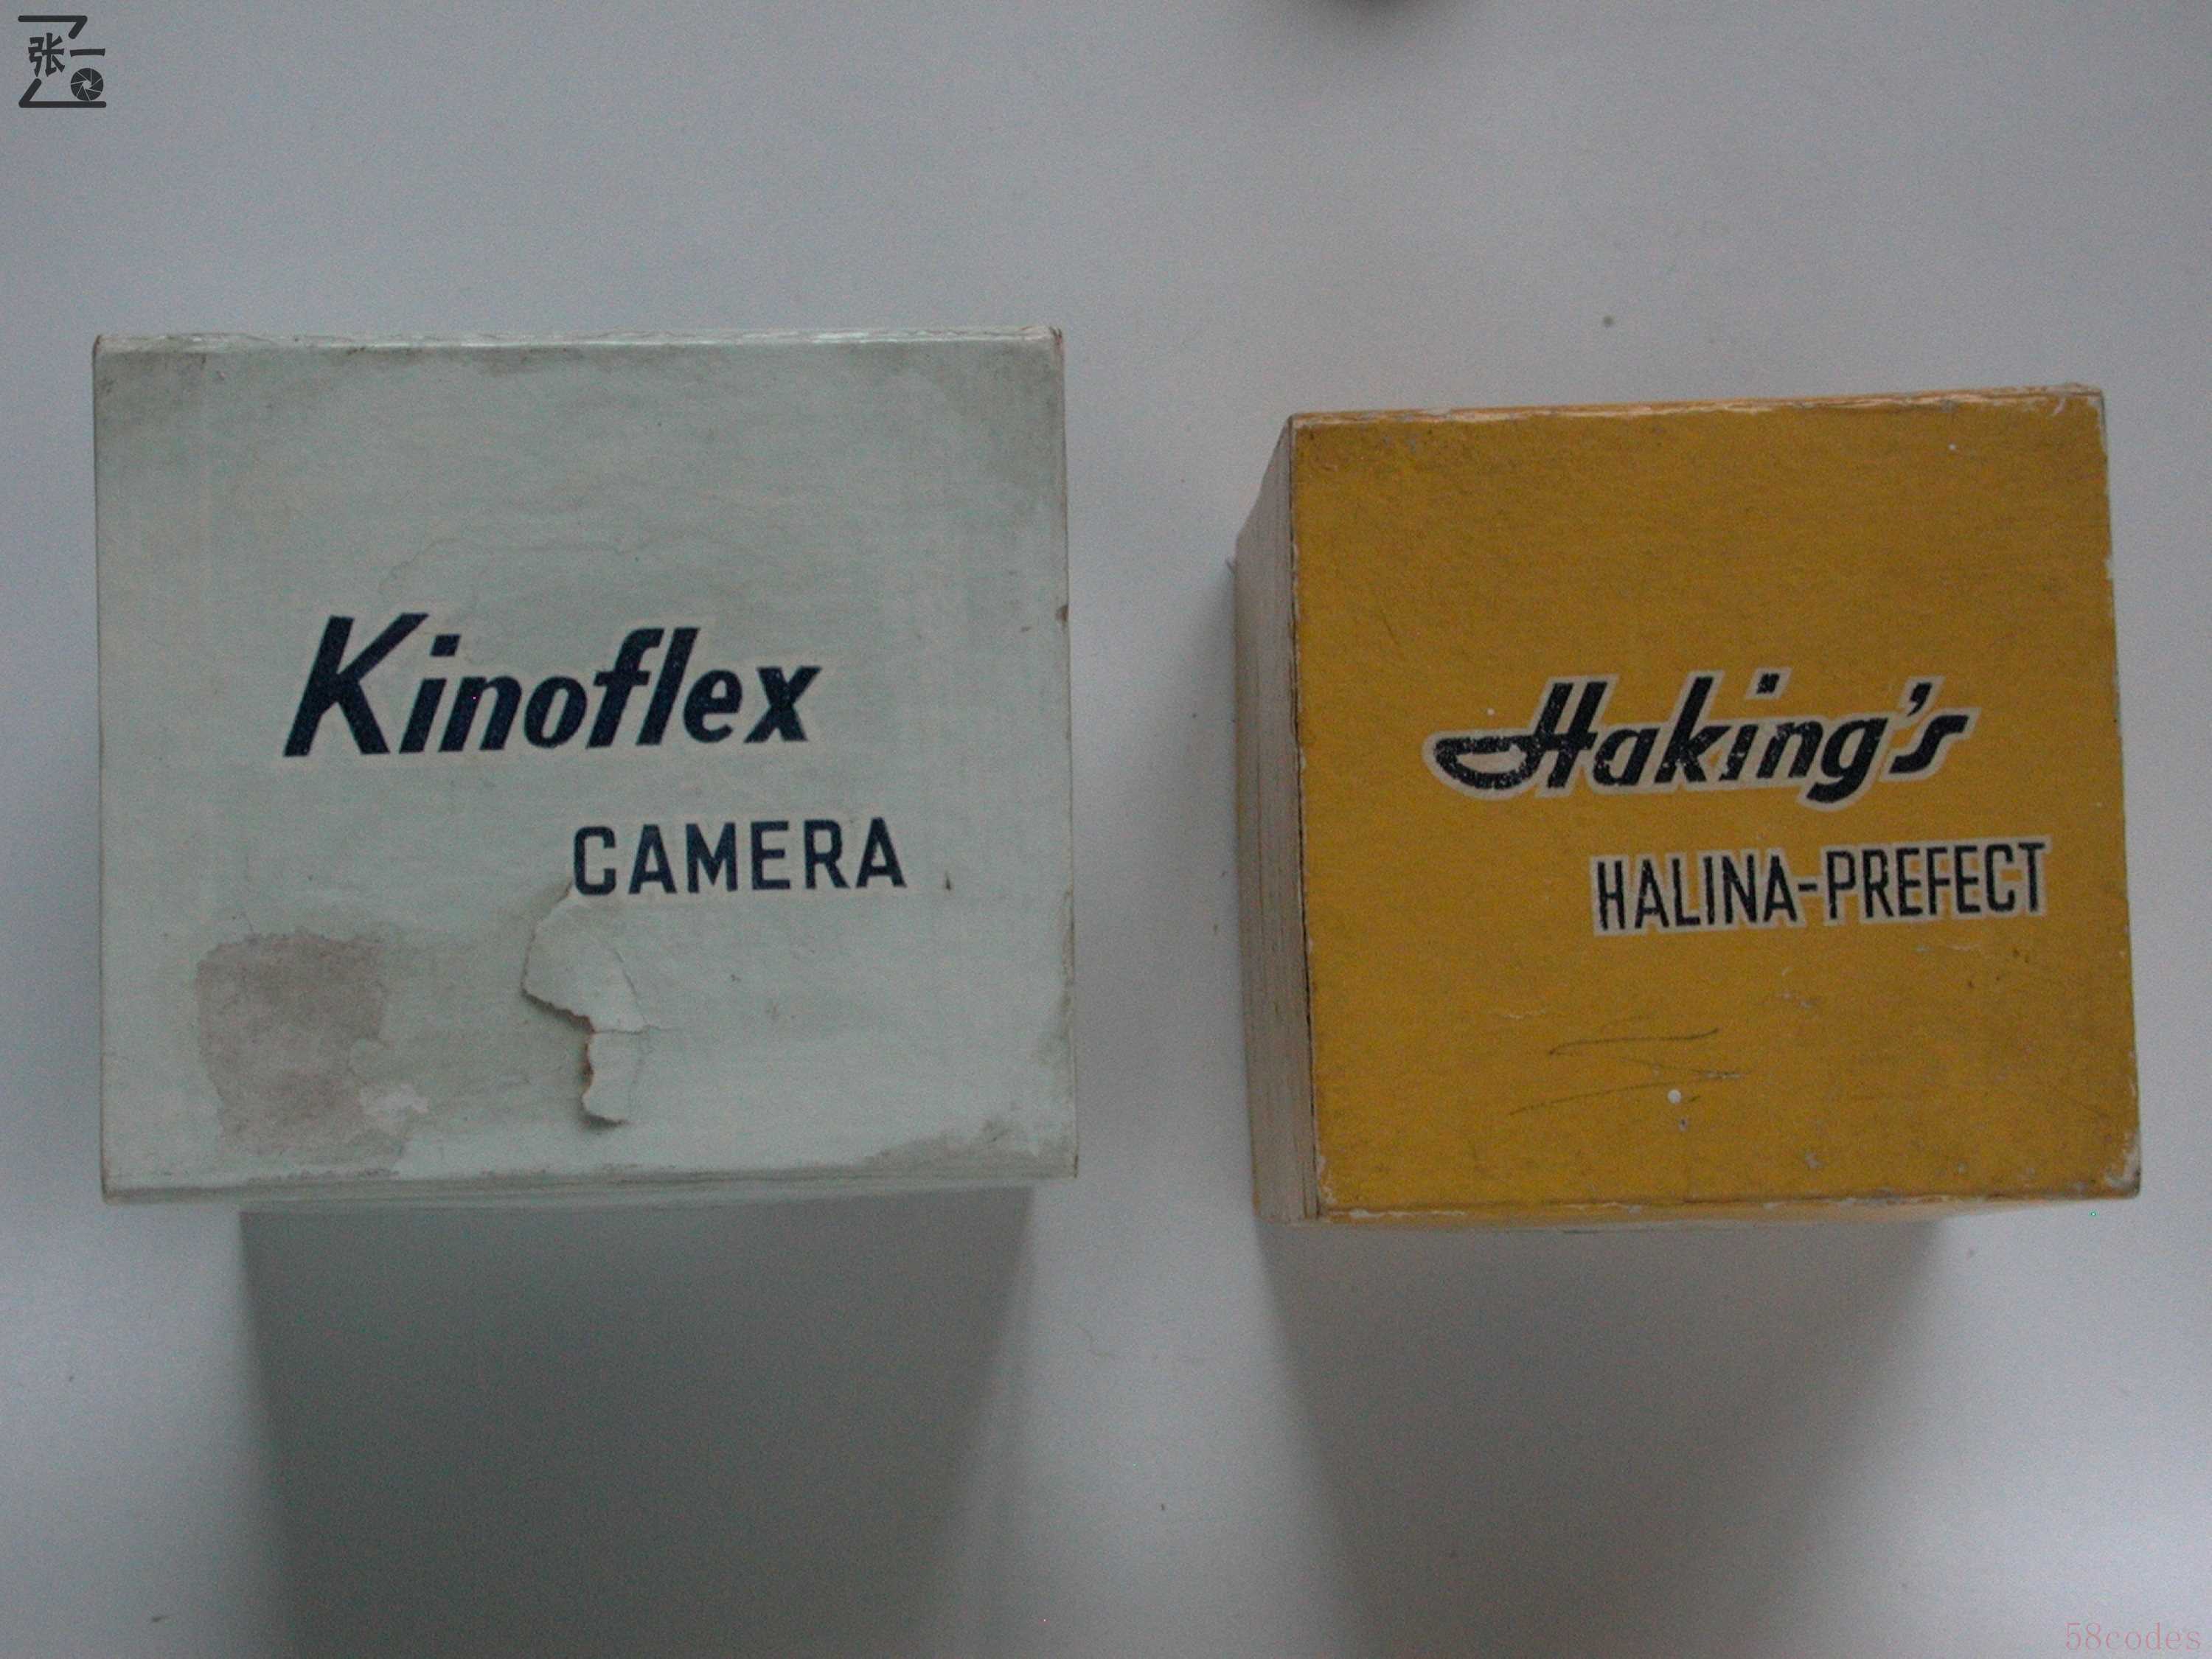 张一
Kinoflex
CAMERA
Haking's
HALINA-PREFECT
58codes